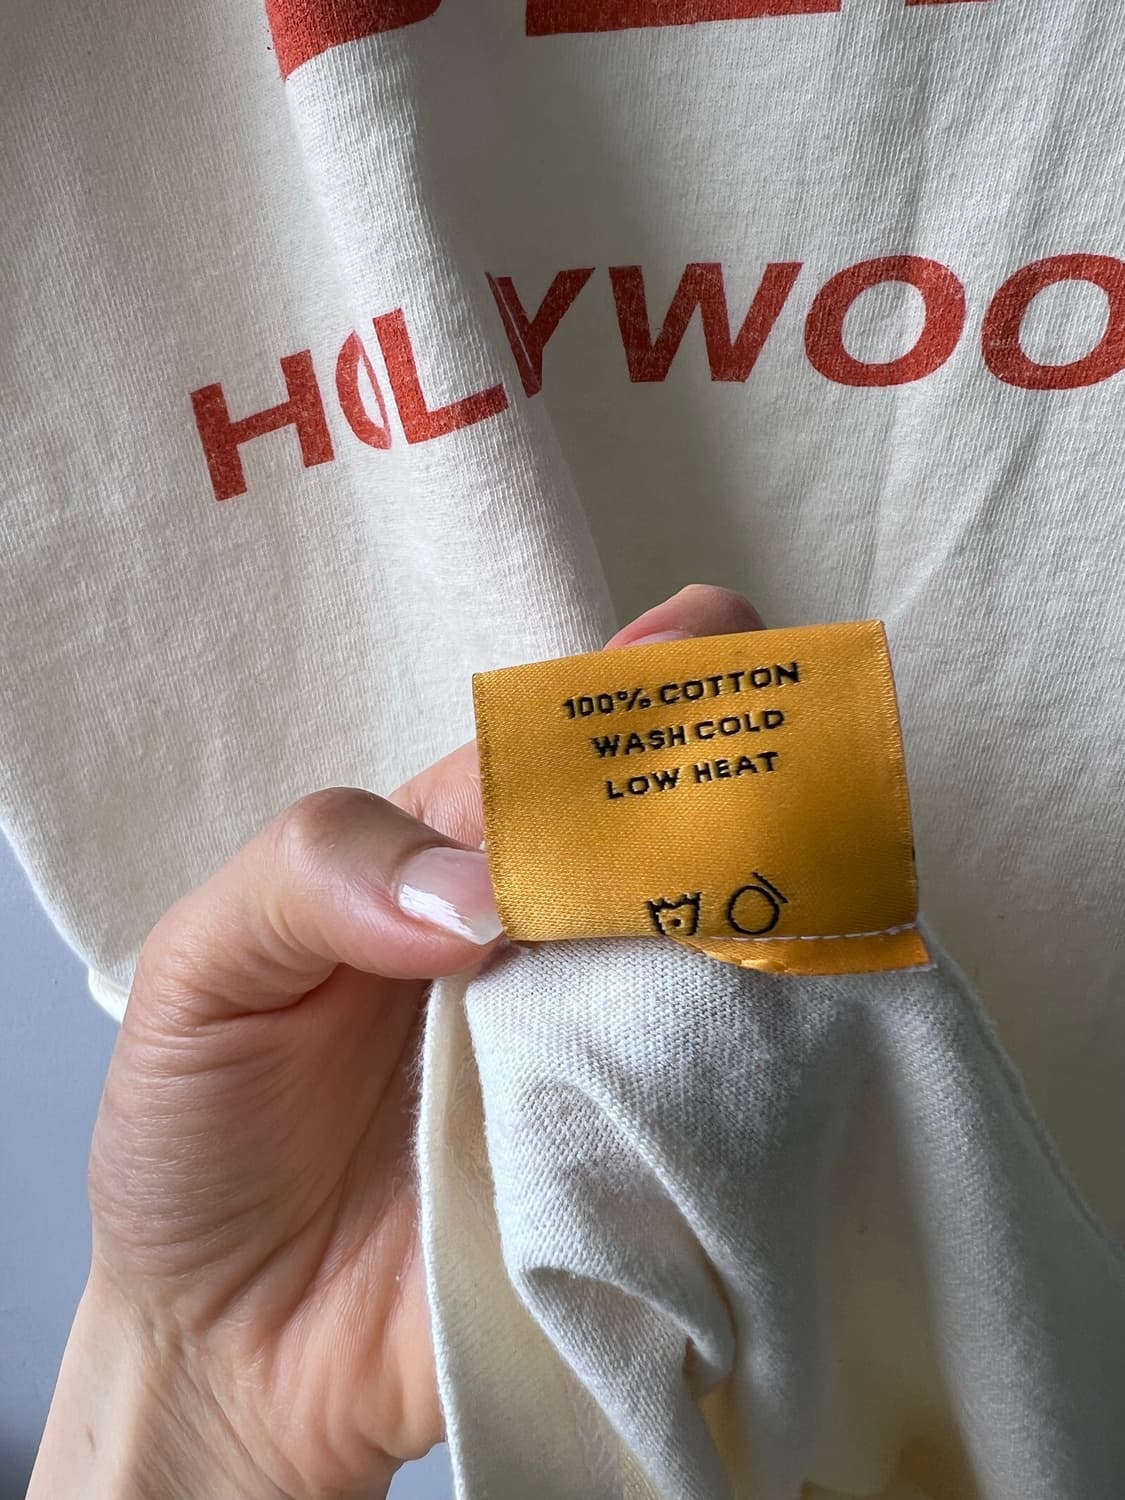 HOLYWOO
100% COTTON
WASH COLD
LOW HEAT